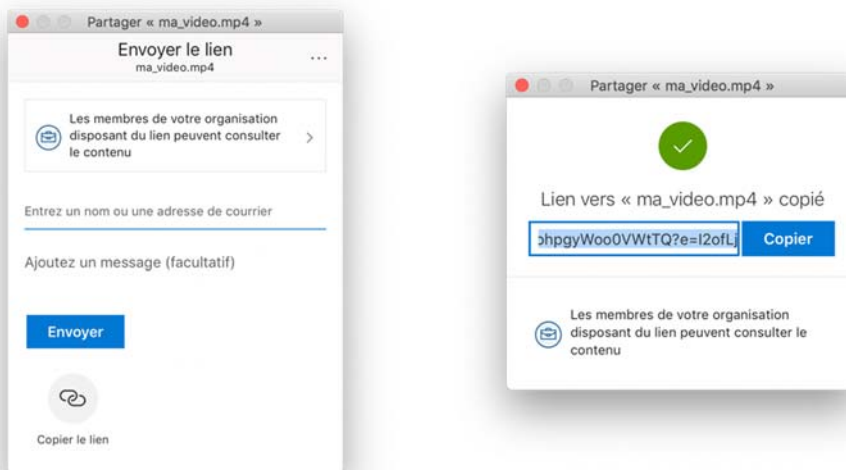 Partager « ma_video.mp4 »
Envoyer le lien
ma_video.mp4
...
Les membres de votre organisation
disposant du lien peuvent consulter
le contenu
Entrez un nom ou une adresse de courrier
Ajoutez un message (facultatif)
Envoyer
Copier le lien
Partager « ma_video.mp4 »
Lien vers « ma_video.mp4 » copié
ohpgyWoo0VWtTQ?e=I2ofLj
Copier
Les membres de votre organisation
disposant du lien peuvent consulter le
contenu